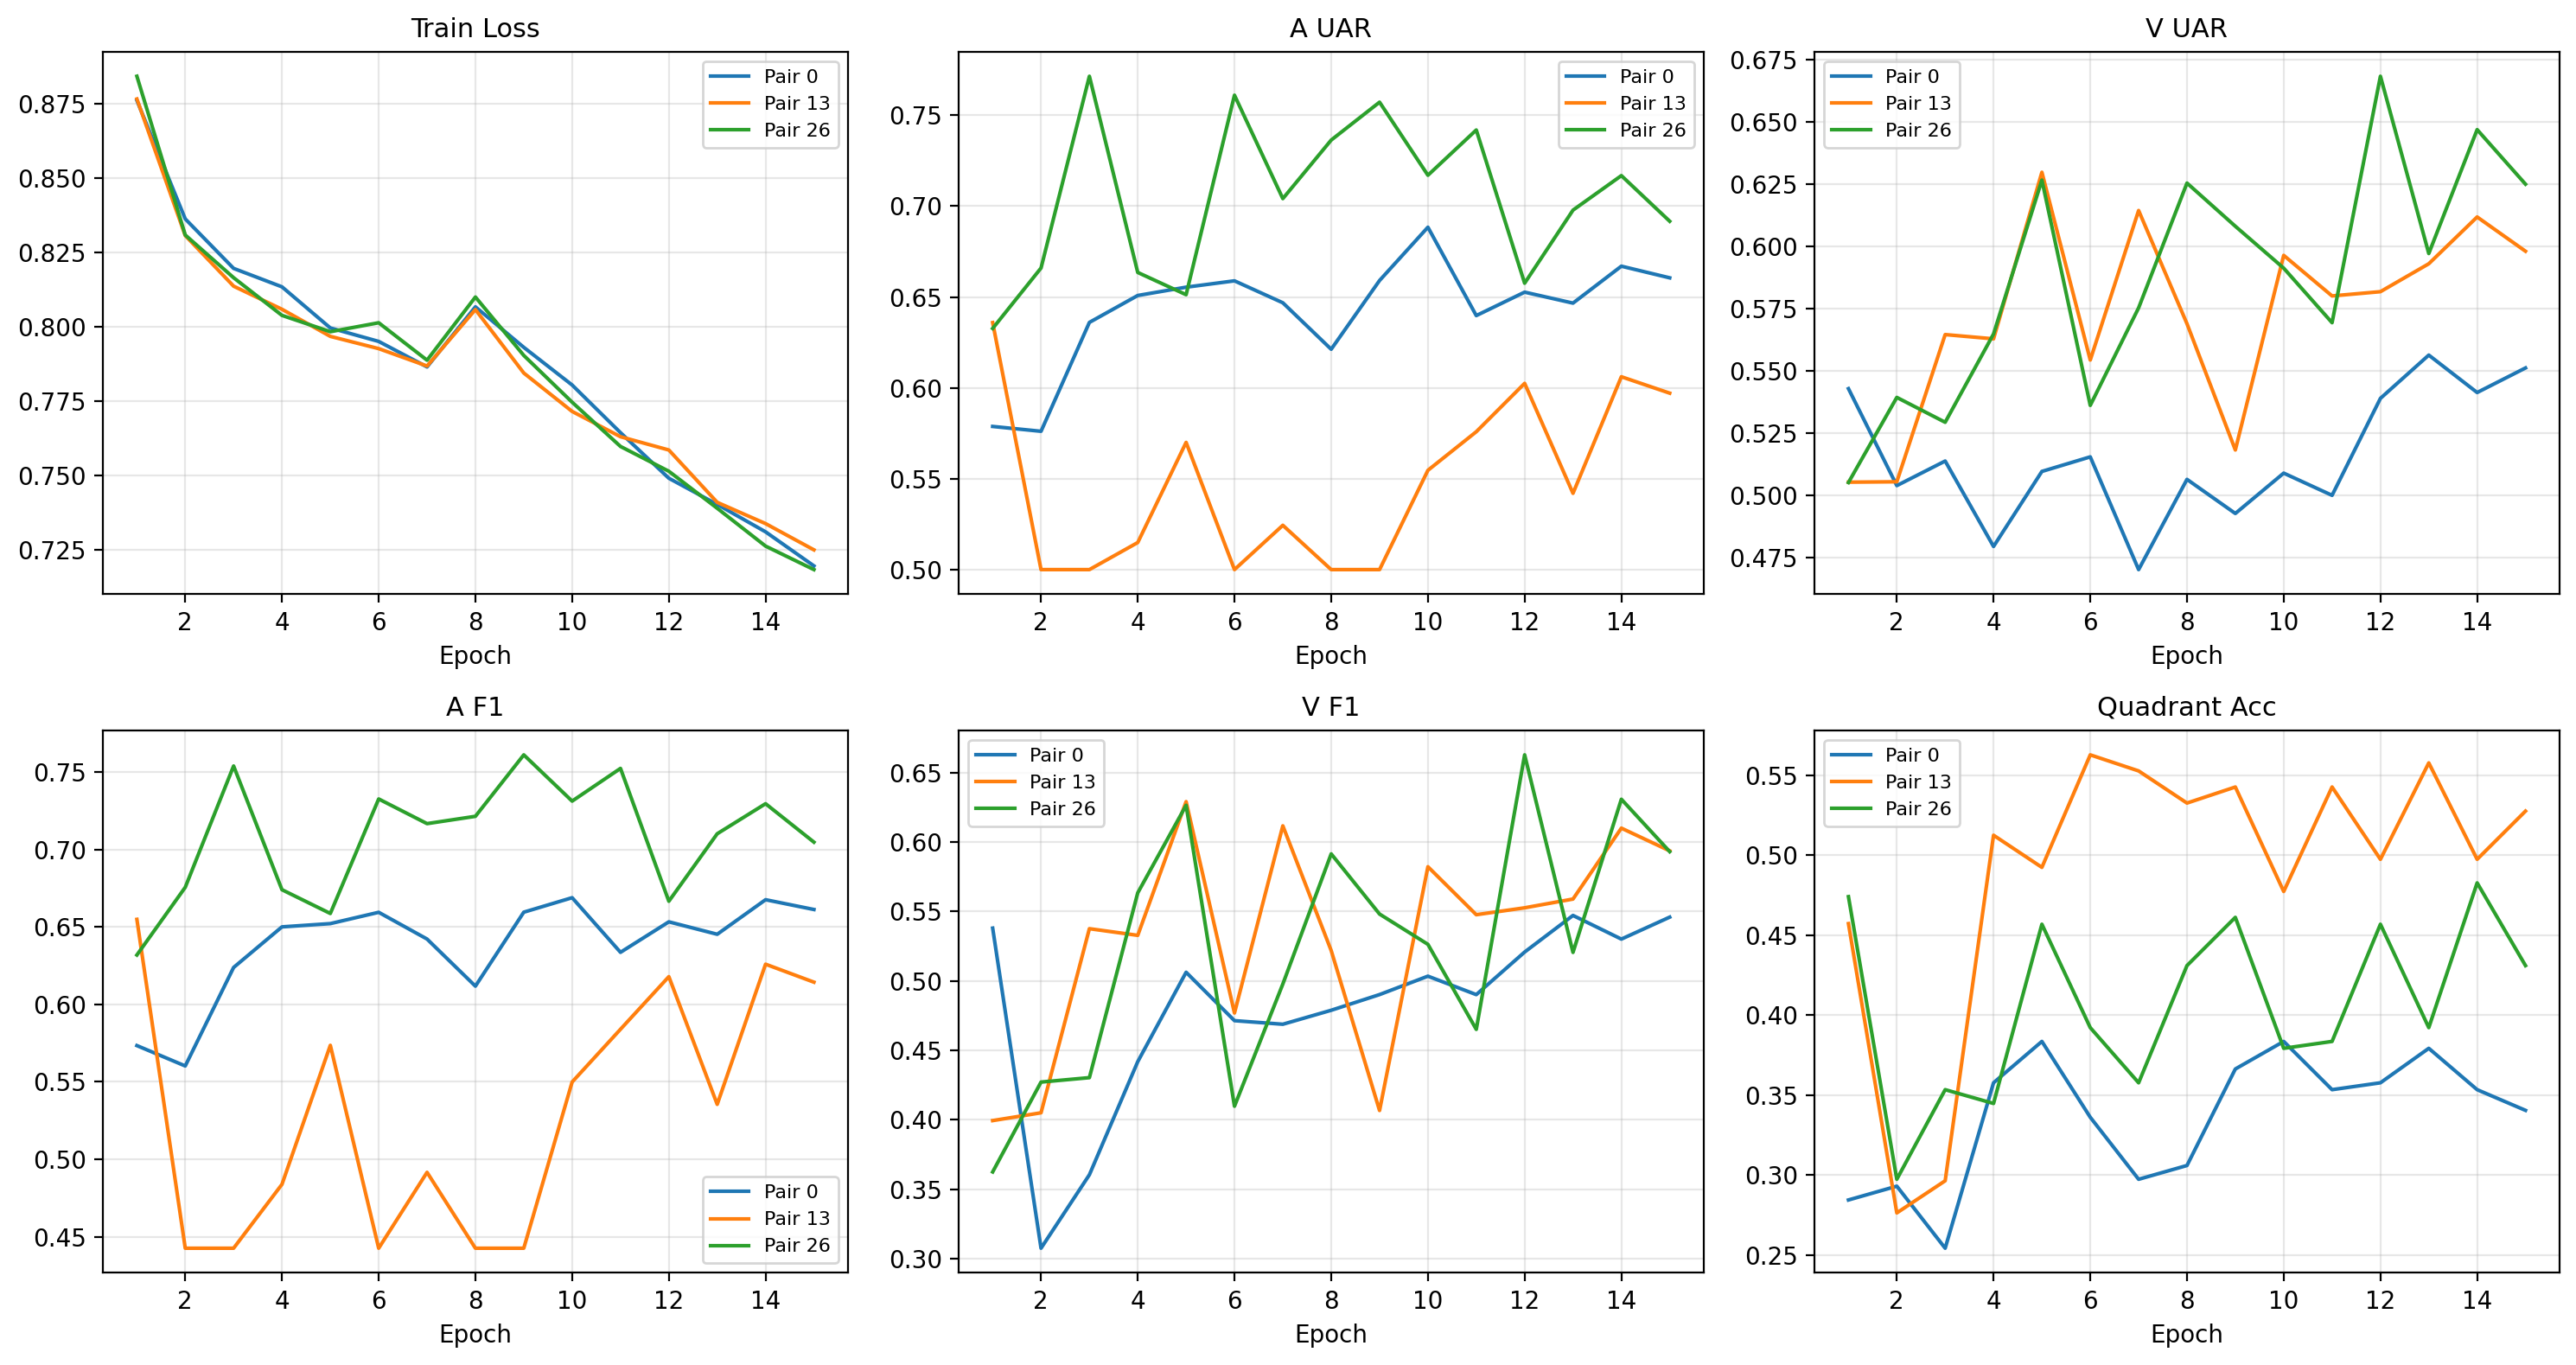 Train Loss
0.875
0.850
0.825
0.800
0.775
0.750
0.725
2 4 6 8 10 12 14
Epoch
Pair 0
Pair 13
Pair 26
A UAR
0.75
0.70
0.65
0.60
0.55
0.50
2 4 6 8 10 12 14
Epoch
Pair 0
Pair 13
Pair 26
V UAR
0.675
0.650
0.625
0.600
0.575
0.550
0.525
0.500
0.475
2 4 6 8 10 12 14
Epoch
Pair 0
Pair 13
Pair 26
A F1
0.75
0.70
0.65
0.60
0.55
0.50
0.45
2 4 6 8 10 12 14
Epoch
Pair 0
Pair 13
Pair 26
V F1
0.65
0.60
0.55
0.50
0.45
0.40
0.35
0.30
2 4 6 8 10 12 14
Epoch
Pair 0
Pair 13
Pair 26
Quadrant Acc
0.55
0.50
0.45
0.40
0.35
0.30
0.25
2 4 6 8 10 12 14
Epoch
Pair 0
Pair 13
Pair 26